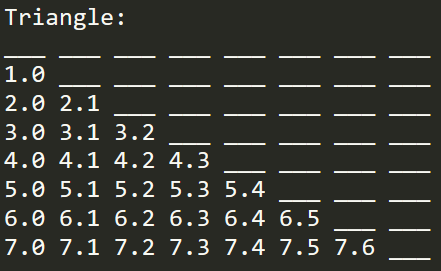 Triangle:
___ ___ ___ ___ ___ ___ ___ ___
1.0 ___ ___ ___ ___ ___ ___ ___
2.0 2.1 ___ ___ ___ ___ ___ ___
3.0 3.1 3.2 ___ ___ ___ ___ ___
4.0 4.1 4.2 4.3 ___ ___ ___ ___
5.0 5.1 5.2 5.3 5.4 ___ ___ ___
6.0 6.1 6.2 6.3 6.4 6.5 ___ ___
7.0 7.1 7.2 7.3 7.4 7.5 7.6 ___